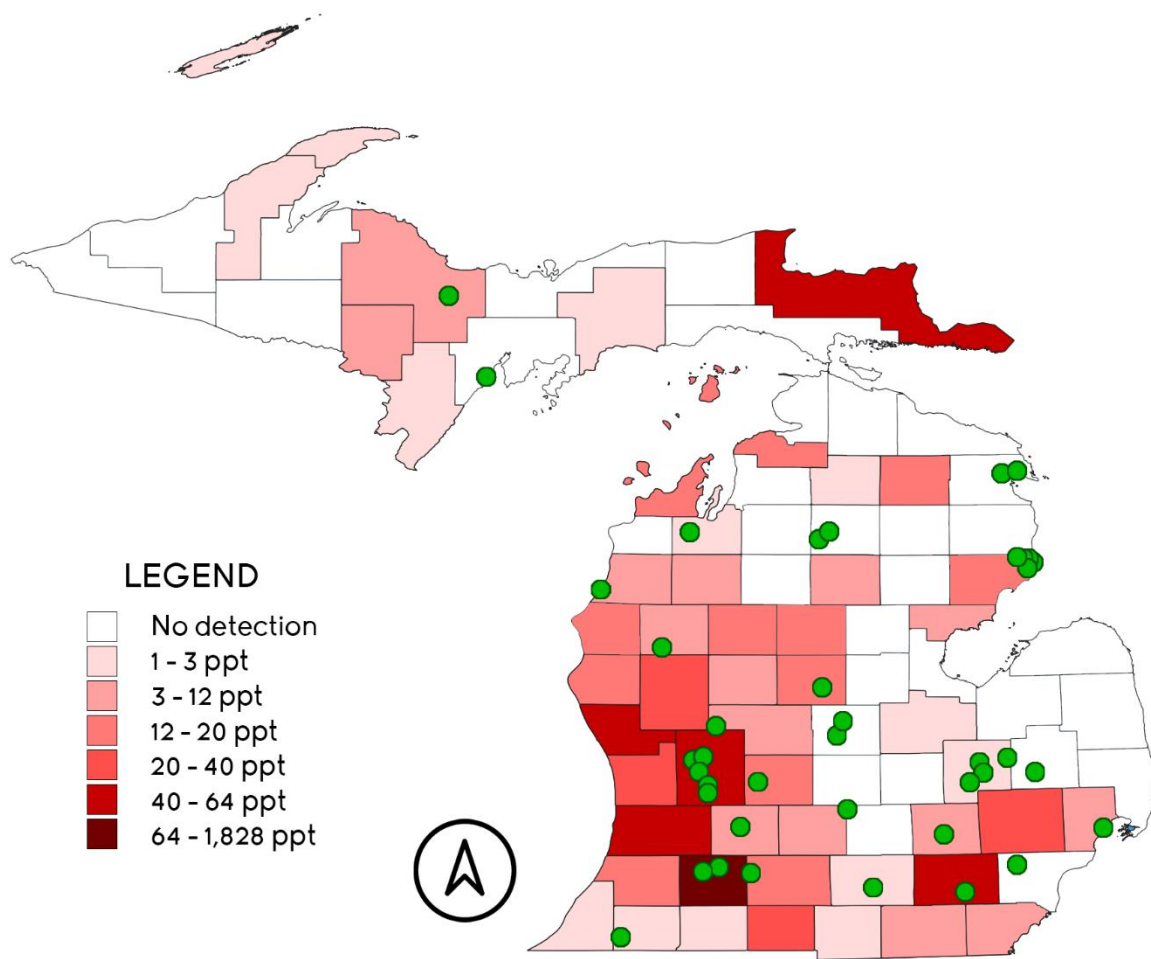 LEGEND
No detection
1 - 3 ppt
3 - 12 ppt
12 - 20 ppt
20 - 40 ppt
40 - 64 ppt
64 - 1,828 ppt